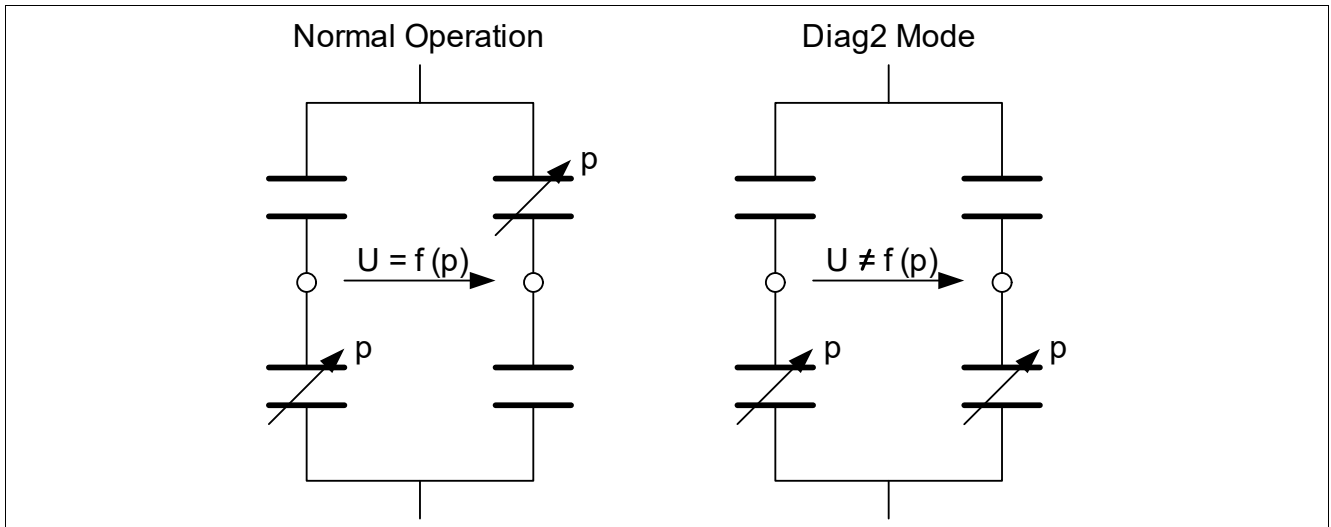 Normal Operation
Diag2 Mode
p
U = f (p)
U ≠ f (p)
p
p
p